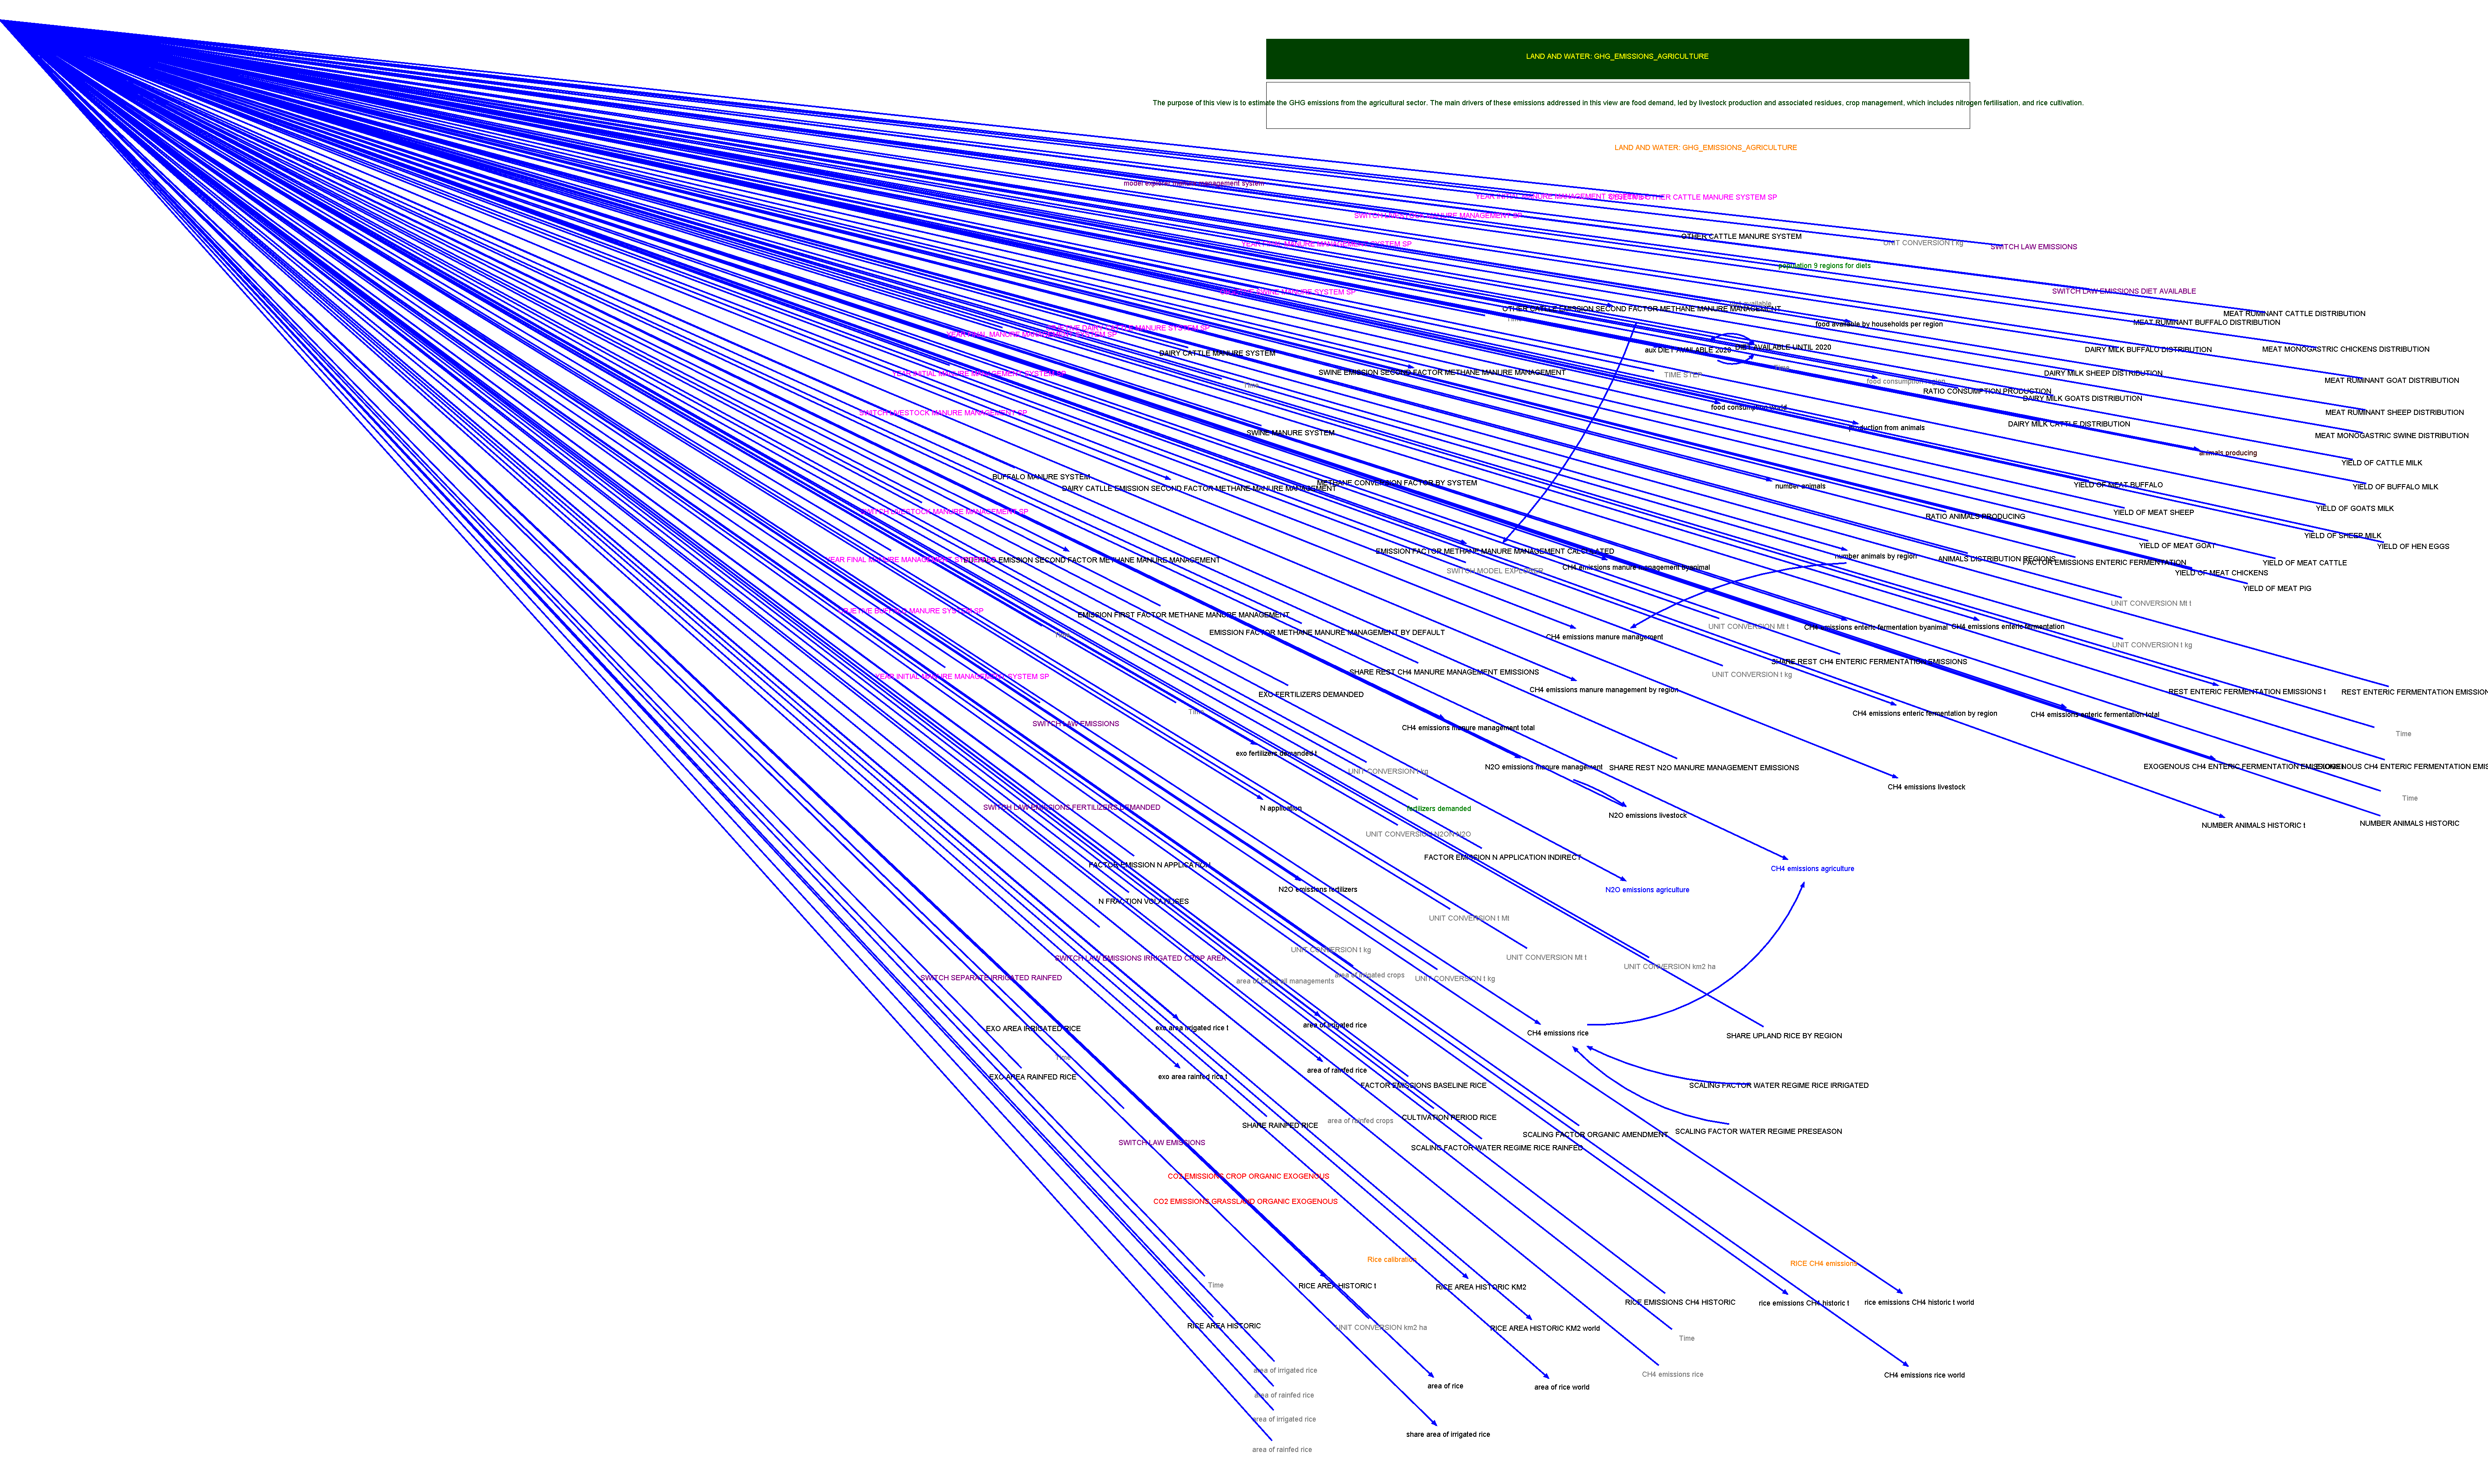 LAND AND WATER: GHG_EMISSIONS_AGRICULTURE
The purpose of this view is to estimate the GHG emissions from the agricultural sector. The main drivers of these emissions addressed in this view are food demand, led by livestock production and associated residues, crop management, which includes nitrogen fertilisation, and rice cultivation.
LAND AND WATER: GHG_EMISSIONS_AGRICULTURE
model explorer manure management system
YEAR INITIAL MANURE MANAGEMENT SYSTEM SP
OTHER CATTLE MANURE SYSTEM SP
SWITCH LIVESTOCK MANURE MANAGEMENT SP
OTHER CATTLE MANURE SYSTEM
UNIT CONVERSION t kg
SWITCH LAW EMISSIONS
YEAR FINAL MANURE MANAGEMENT SYSTEM SP
population 9 regions for diets
SWINE MANURE SYSTEM SP
SWITCH LAW EMISSIONS DIET AVAILABLE
OTHER CATTLE EMISSION SECOND FACTOR METHANE MANURE MANAGEMENT
MEAT RUMINANT CATTLE DISTRIBUTION
MEAT RUMINANT BUFFALO DISTRIBUTION
food available by households per region
DAIRY CATTLE MANURE SYSTEM SP
YEAR FINAL MANURE MANAGEMENT SYSTEM SP
DAIRY CATTLE MANURE SYSTEM
aux DIET AVAILABLE 2020
DIET AVAILABLE UNTIL 2020
DAIRY MILK BUFFALO DISTRIBUTION
MEAT MONOGASTRIC CHICKENS DISTRIBUTION
YEAR INITIAL MANURE MANAGEMENT SYSTEM SP
SWINE EMISSION SECOND FACTOR METHANE MANURE MANAGEMENT
TIME STEP
Time
DAIRY MILK SHEEP DISTRIBUTION
Time
food consumption region
MEAT RUMINANT GOAT DISTRIBUTION
RATIO CONSUMPTION PRODUCTION
DAIRY MILK GOATS DISTRIBUTION
SWITCH LIVESTOCK MANURE MANAGEMENT SP
food consumption world
MEAT RUMINANT SHEEP DISTRIBUTION
production from animals
DAIRY MILK CATTLE DISTRIBUTION
SWINE MANURE SYSTEM
MEAT MONOGASTRIC SWINE DISTRIBUTION
animals producing
YIELD OF CATTLE MILK
BUFFALO MANURE SYSTEM
METHANE CONVERSION FACTOR BY SYSTEM
DAIRY CATLLE EMISSION SECOND FACTOR METHANE MANURE MANAGMENT
number animals
YIELD OF MEAT BUFFALO
YIELD OF BUFFALO MILK
SWITCH LIVESTOCK MANURE MANAGEMENT SP
RATIO ANIMALS PRODUCING
YIELD OF MEAT SHEEP
YIELD OF GOATS MILK
YIELD OF SHEEP MILK
YIELD OF MEAT GOAT
YIELD OF HEN EGGS
EMISSION FACTOR METHANE MANURE MANAGEMENT CALCULATED
number animals by region
ANIMALS DISTRIBUTION REGIONS
FACTOR EMISSIONS ENTERIC FERMENTATION
YIELD OF MEAT CATTLE
YEAR FINAL MANURE MANAGEMENT SYSTEM SP
BUFFALO EMISSION SECOND FACTOR METHANE MANURE MANAGEMENT
SWITCH MODEL EXPLORER
CH4 emissions manure management byanimal
YIELD OF MEAT CHICKENS
YIELD OF MEAT PIG
OBJETIVE BUFFALO MANURE SYSTEM SP
EMISSION FIRST FACTOR METHANE MANURE MANAGEMENT
UNIT CONVERSION Mt t
EMISSION FACTOR METHANE MANURE MANAGEMENT BY DEFAULT
CH4 emissions manure management
UNIT CONVERSION Mt t
CH4 emissions enteric fermentation byanimal
CH4 emissions enteric fermentation
UNIT CONVERSION t kg
YEAR INITIAL MANURE MANAGEMENT SYSTEM SP
SHARE REST CH4 MANURE MANAGEMENT EMISSIONS
SHARE REST CH4 ENTERIC FERMENTATION EMISSIONS
UNIT CONVERSION t kg
EXO FERTILIZERS DEMANDED
CH4 emissions manure management by region
REST ENTERIC FERMENTATION EMISSIONS t
REST ENTERIC FERMENTATION EMISSION
Time
SWITCH LAW EMISSIONS
CH4 emissions manure management total
CH4 emissions enteric fermentation by region
CH4 emissions enteric fermentation total
Time
exo fertilizers demanded t
UNIT CONVERSION t kg
N2O emissions manure management
SHARE REST N2O MANURE MANAGEMENT EMISSIONS
EXOGENOUS CH4 ENTERIC FERMENTATION EMISSIONS t
EXOGENOUS CH4 ENTERIC FERMENTATION EMIS
CH4 emissions livestock
Time
SWITCH LAW EMISSIONS FERTILIZERS DEMANDED
N application
fertilizers demanded
N2O emissions livestock
NUMBER ANIMALS HISTORIC t
NUMBER ANIMALS HISTORIC
UNIT CONVERSION N2ON N2O
FACTOR EMISSION N APPLICATION
FACTOR EMISSION N APPLICATION INDIRECT
CH4 emissions agriculture
N2O emissions fertilizers
N2O emissions agriculture
N FRACTION VOLATILISES
UNIT CONVERSION t Mt
UNIT CONVERSION t kg
SWITCH LAW EMISSIONS IRRIGATED CROP AREA
UNIT CONVERSION Mt t
SWITCH SEPARATE IRRIGATED RAINFED
area of crops all managements
area of irrigated crops
UNIT CONVERSION t kg
UNIT CONVERSION km2 ha
EXO AREA IRRIGATED RICE
exo area irrigated rice t
area of irrigated rice
CH4 emissions rice
SHARE UPLAND RICE BY REGION
Time
EXO AREA RAINFED RICE
exo area rainfed rice t
area of rainfed rice
FACTOR EMISSIONS BASELINE RICE
SCALING FACTOR WATER REGIME RICE IRRIGATED
SHARE RAINFED RICE
area of rainfed crops
CULTIVATION PERIOD RICE
SCALING FACTOR ORGANIC AMENDMENT
SCALING FACTOR WATER REGIME PRESEASON
SWITCH LAW EMISSIONS
SCALING FACTOR WATER REGIME RICE RAINFED
CO2 EMISSIONS CROP ORGANIC EXOGENOUS
CO2 EMISSIONS GRASSLAND ORGANIC EXOGENOUS
Rice calibration
RICE CH4 emissions
Time
RICE AREA HISTORIC t
RICE AREA HISTORIC KM2
RICE EMISSIONS CH4 HISTORIC
rice emissions CH4 historic t
rice emissions CH4 historic t world
RICE AREA HISTORIC
UNIT CONVERSION km2 ha
RICE AREA HISTORIC KM2 world
Time
area of irrigated rice
CH4 emissions rice
CH4 emissions rice world
area of rainfed rice
area of rice
area of rice world
area of irrigated rice
share area of irrigated rice
area of rainfed rice